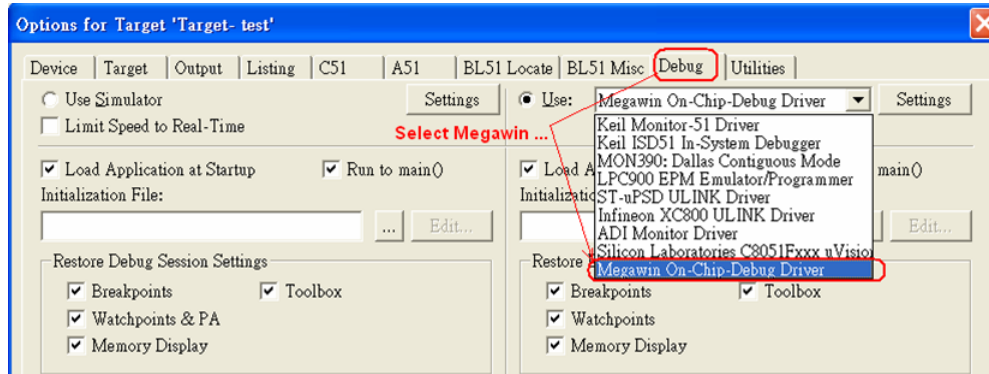 Options for Target 'Target- test'
Device Target Output Listing C51 A51 BL51 Locate BL51 Misc Debug Utilities
Use Simulator Settings Use: Megawin On-Chip-Debug Driver Settings
Limit Speed to Real-Time
Select Megawin ...
Keil Monitor-51 Driver
Keil ISD51 In-System Debugger
MON390: Dallas Contiguous Mode
LPC900 EPM Emulator/Programmer
ST-uPSD ULINK Driver
Infineon XC800 ULINK Driver
ADI Monitor Driver
Silicon Laboratories C8051Fxxx uVision
Megawin On-Chip-Debug Driver
Load Application at Startup Run to main() Load A main()
Initialization File: Initializatio
... Edit... Edit...
Restore Debug Session Settings Restore
Breakpoints Toolbox Breakpoints Toolbox
Watchpoints & PA Watchpoints
Memory Display Memory Display